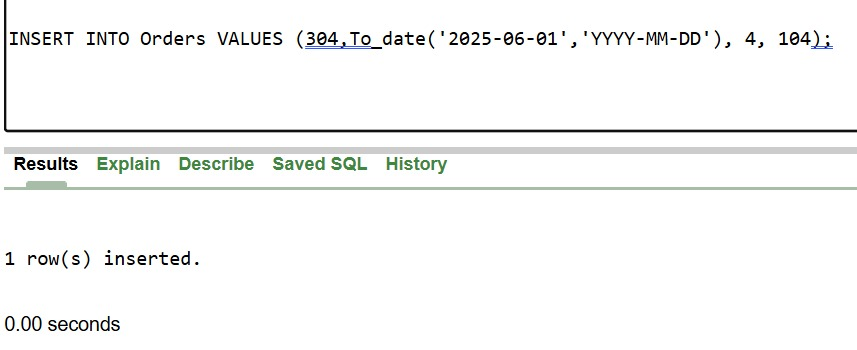 INSERT INTO Orders VALUES (304,To_date('2025-06-01','YYYY-MM-DD'), 4, 104);
Results Explain Describe Saved SQL History
1 row(s) inserted.
0.00 seconds